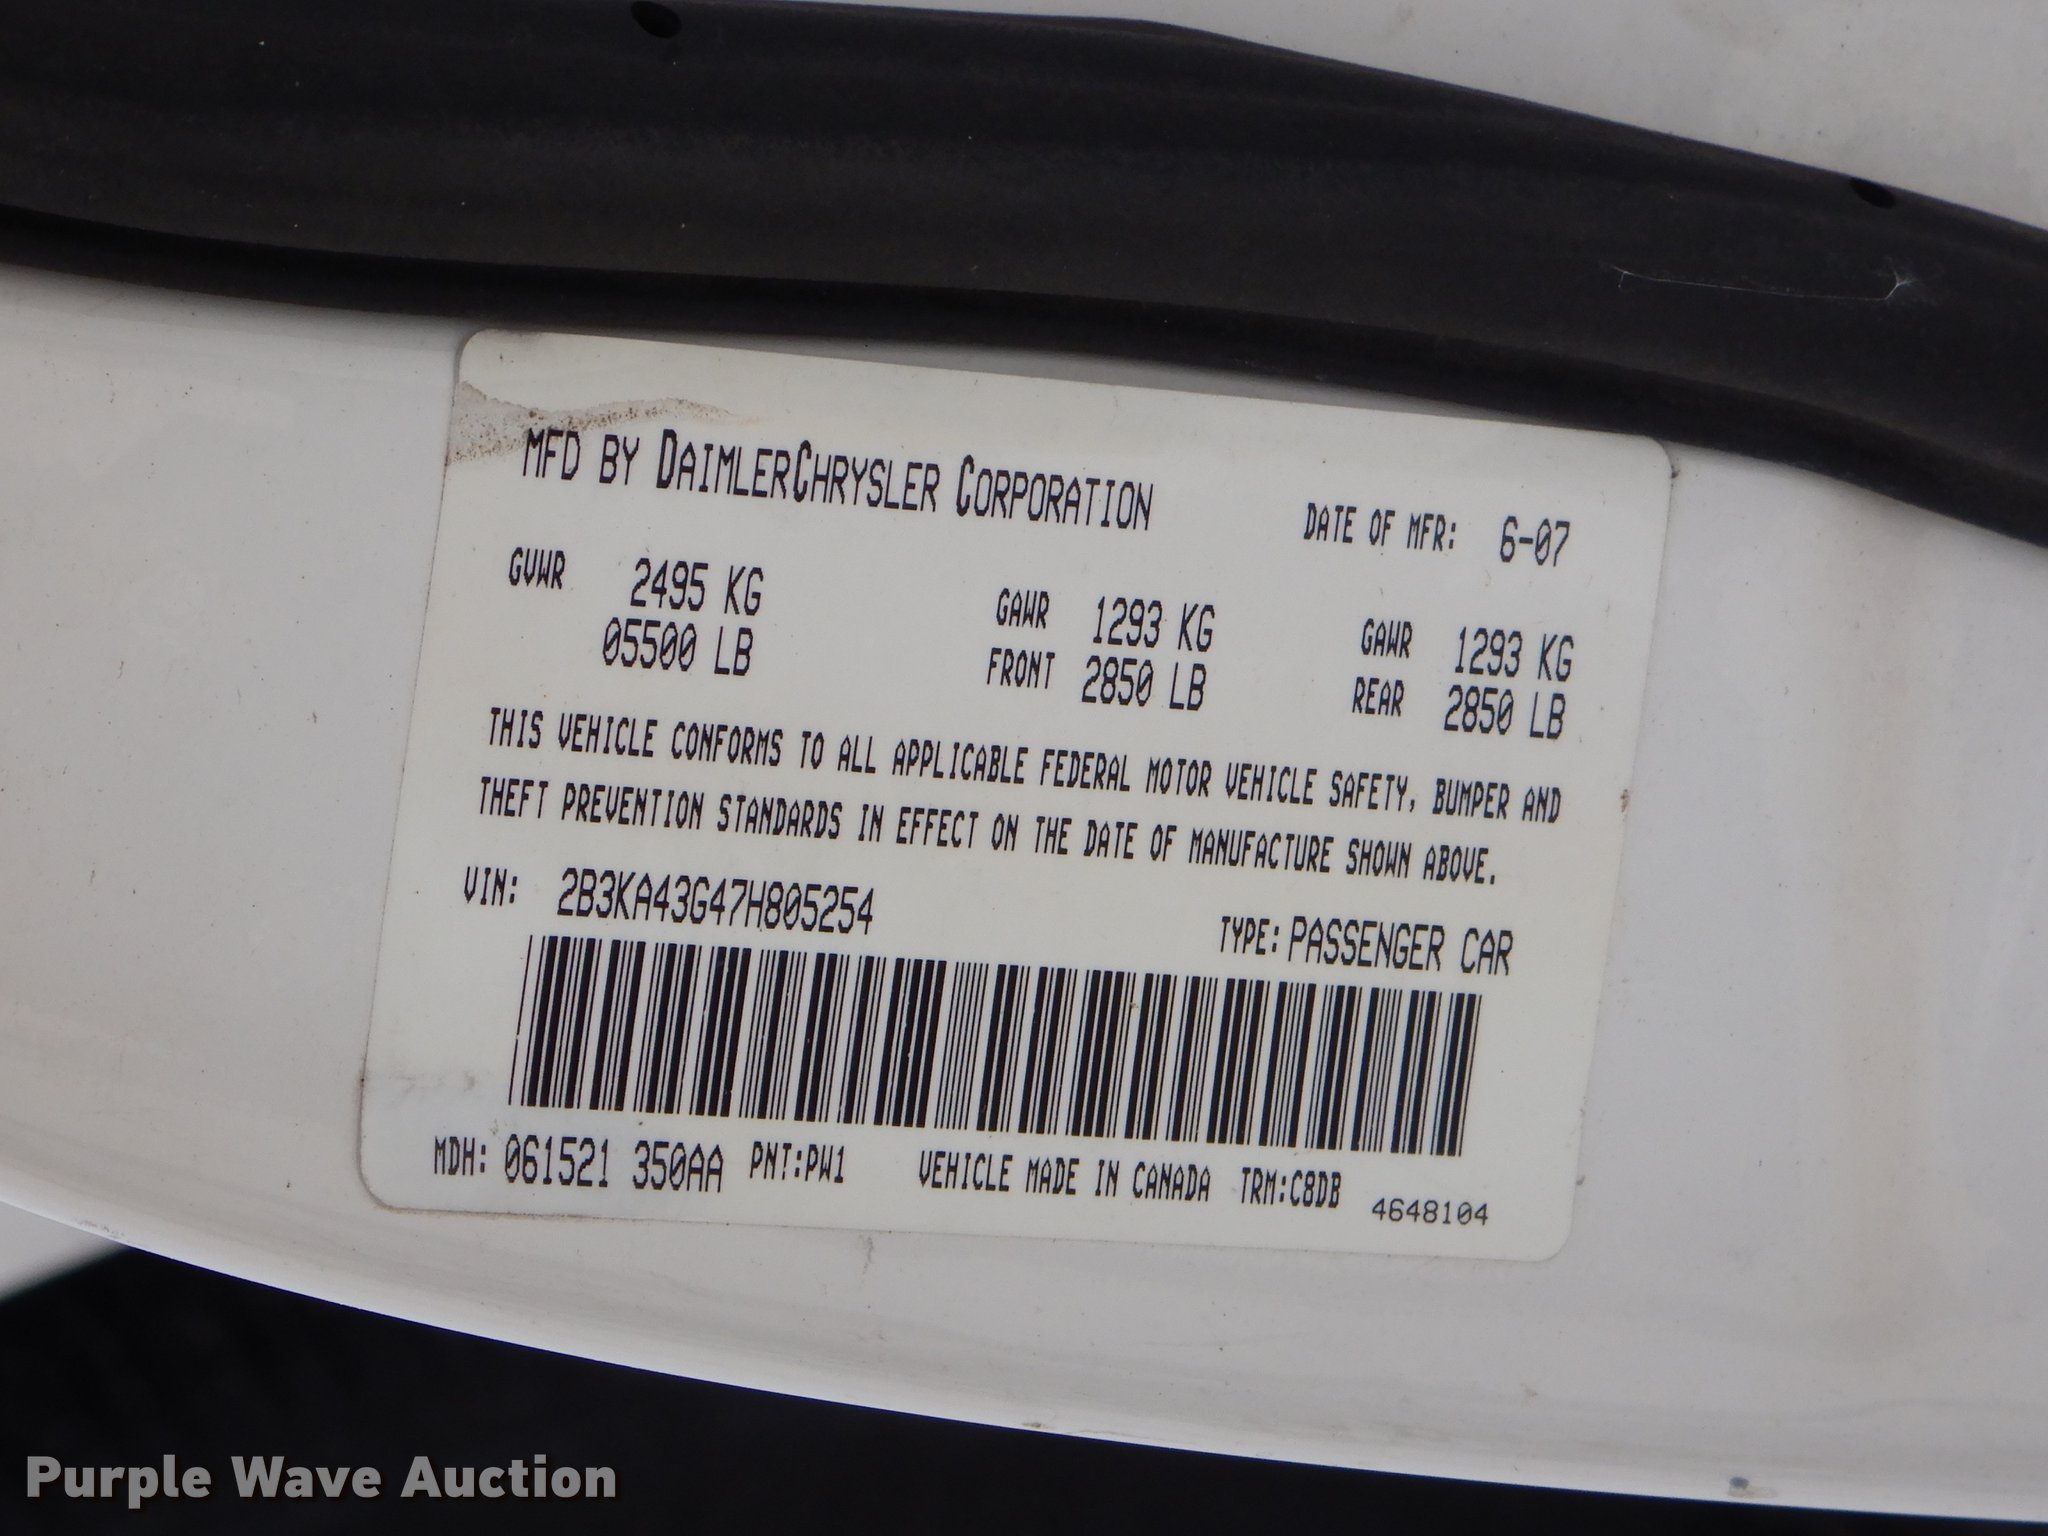 MFD BY DAIMLERCHRYSLER CORPORATION DATE OF MFR: 6-07
GVWR 2495 KG GAWR 1293 KG GAWR 1293 KG
05500 LB FRONT 2850 LB REAR 2850 LB
THIS VEHICLE CONFORMS TO ALL APPLICABLE FEDERAL MOTOR VEHICLE SAFETY, BUMPER AND
THEFT PREVENTION STANDARDS IN EFFECT ON THE DATE OF MANUFACTURE SHOWN ABOVE.
VIN: 2B3KA43G47H805254 TYPE: PASSENGER CAR
MDH: 061521 350AA PNT:PW1 VEHICLE MADE IN CANADA TRM:C8DB 4648104
Purple Wave Auction